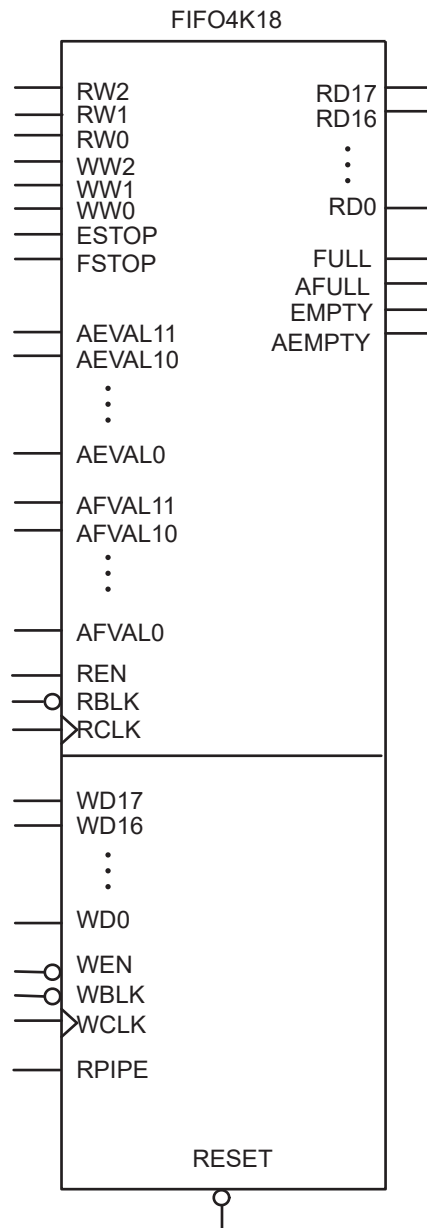 FIFO4K18
RW2
RW1
RW0
WW2
WW1
WW0
ESTOP
FSTOP
AEVAL11
AEVAL10
AEVAL0
AFVAL11
AFVAL10
AFVAL0
REN
RBLK
RCLK
RD17
RD16
RD0
FULL
AFULL
EMPTY
AEMPTY
WD17
WD16
WD0
WEN
WBLK
WCLK
RPIPE
RESET